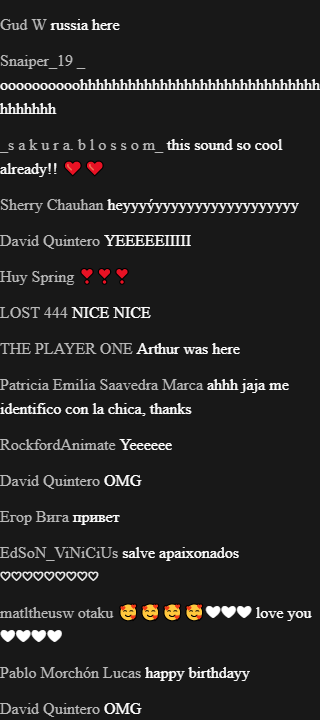 Gud W russia here
Snaiper_19 _
oooooooooohhhhhhhhhhhhhhhhhhhhhhhhhhhhhh
hhhhhhh
_s a k u r a. b l o s s o m_ this sound so cool
already!! ❤️ ❤️
Sherry Chauhan heyyyýyyyyyyyyyyyyyyyyyyy
David Quintero YEEEEEIIIII
Huy Spring ❣️❣️❣️
LOST 444 NICE NICE
THE PLAYER ONE Arthur was here
Patricia Emilia Saavedra Marca ahhh jaja me
identifico con la chica, thanks
RockfordAnimate Yeeeeee
David Quintero OMG
Егор Вига привет
EdSoN_ViNiCiUs salve apaixonados
♡♡♡♡♡♡♡♡♡
matltheusw otaku 🥰 🥰 🥰 🥰🤍🤍🤍 love you
🤍🤍🤍🤍
Pablo Morchón Lucas happy birthdayy
David Quintero OMG